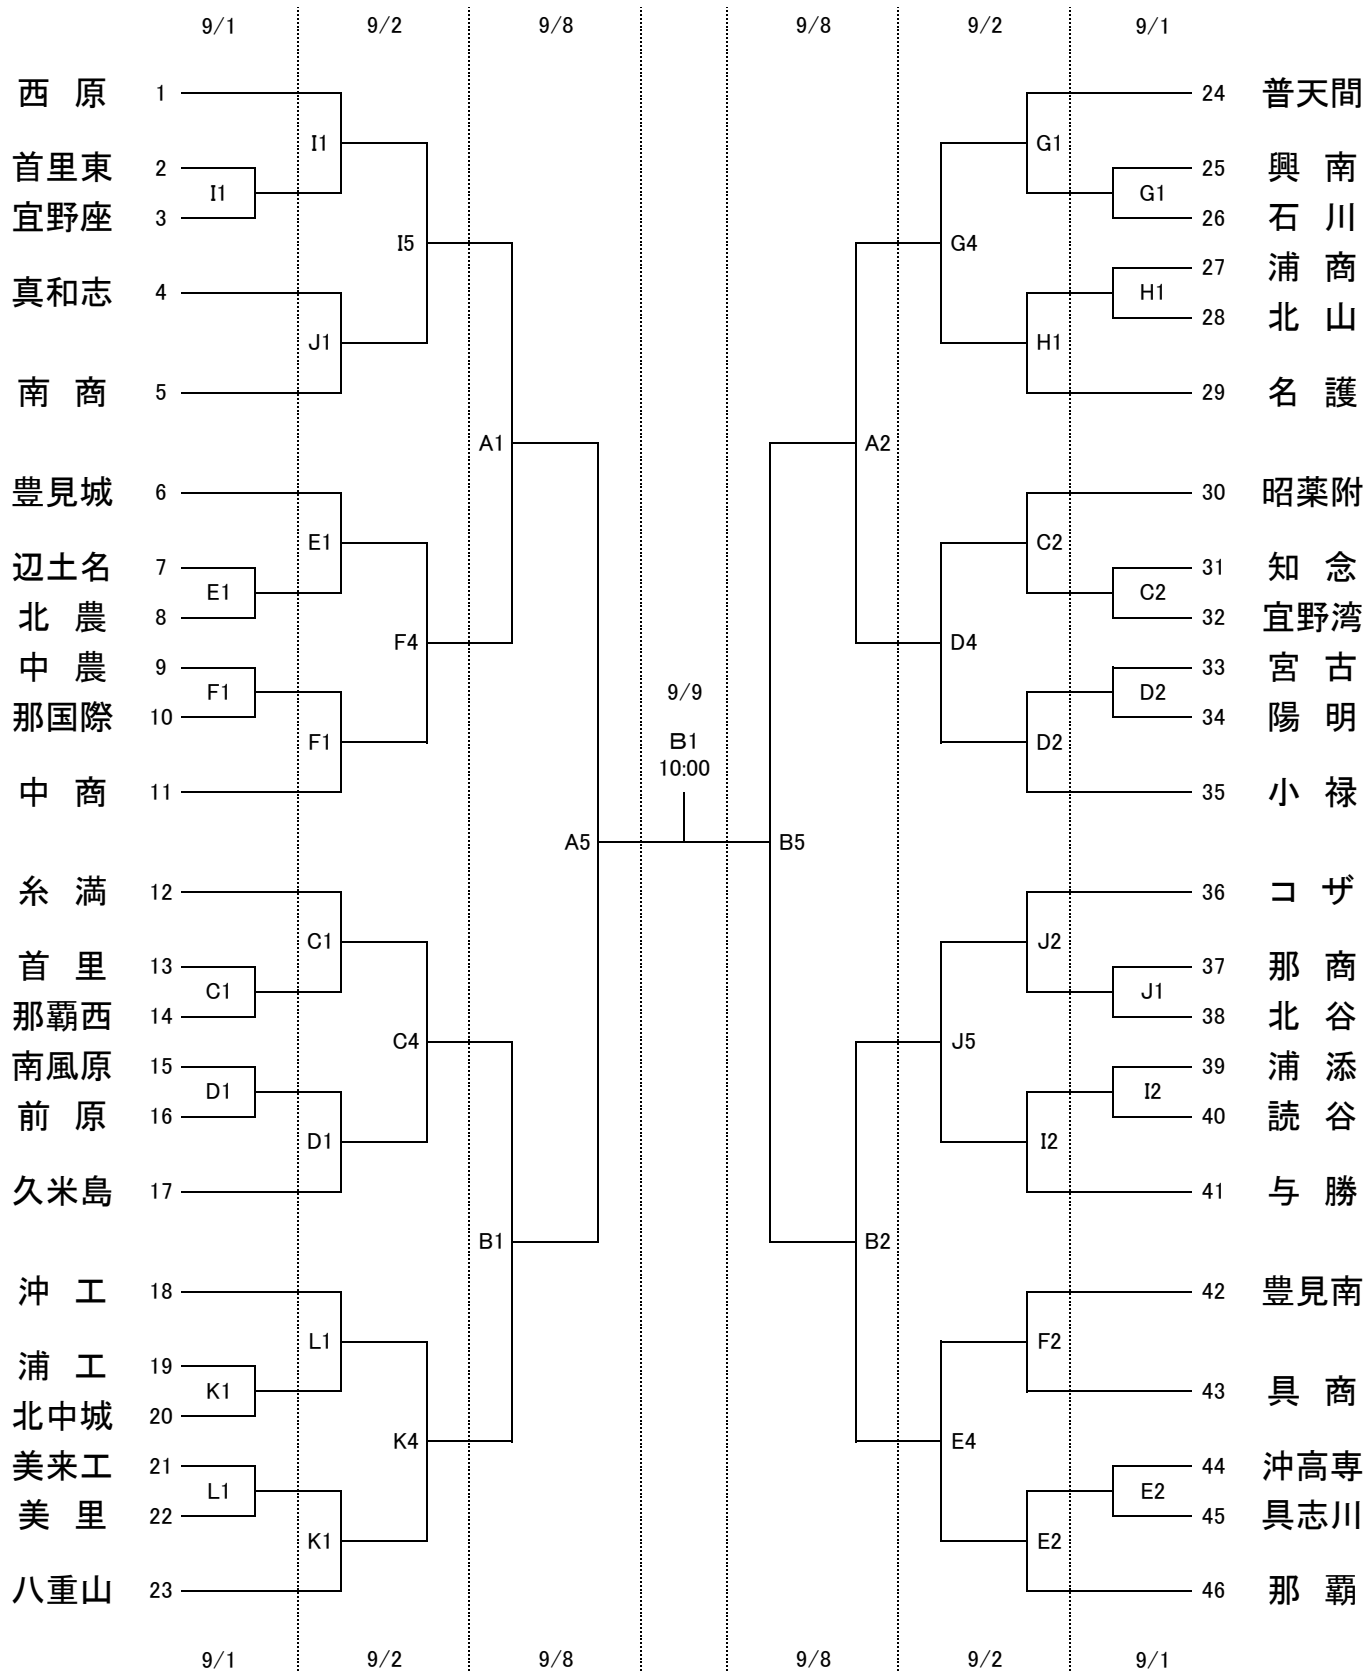 9/1 9/2 9/8 9/8 9/2 9/1
西 原 1 24 普天間
I1 G1
首里東 2 25 興 南
I1 G1
宜野座 3 26 石 川
I5 G4
27 浦 商
真和志 4 H1
28 北 山
J1 H1
南 商 5 29 名 護
A1 A2
豊見城 6 30 昭薬附
E1 C2
辺土名 7 31 知 念
E1 C2
北 農 8 32 宜野湾
F4 D4
中 農 9 33 宮 古
F1 9/9 D2
那国際 10 34 陽 明
F1 B1 D2
10:00
中 商 11 35 小 禄
A5 B5
糸 満 12 36 コ ザ
C1 J2
首 里 13 37 那 商
C1 J1
那覇西 14 38 北 谷
C4 J5
南風原 15 39 浦 添
D1 I2
前 原 16 40 読 谷
D1 I2
久米島 17 41 与 勝
B1 B2
沖 工 18 42 豊見南
L1 F2
浦 工 19
K1 43 具 商
北中城 20
K4 E4
美来工 21 44 沖高専
L1 E2
美 里 22 45 具志川
K1 E2
八重山 23 46 那 覇
9/1 9/2 9/8 9/8 9/2 9/1